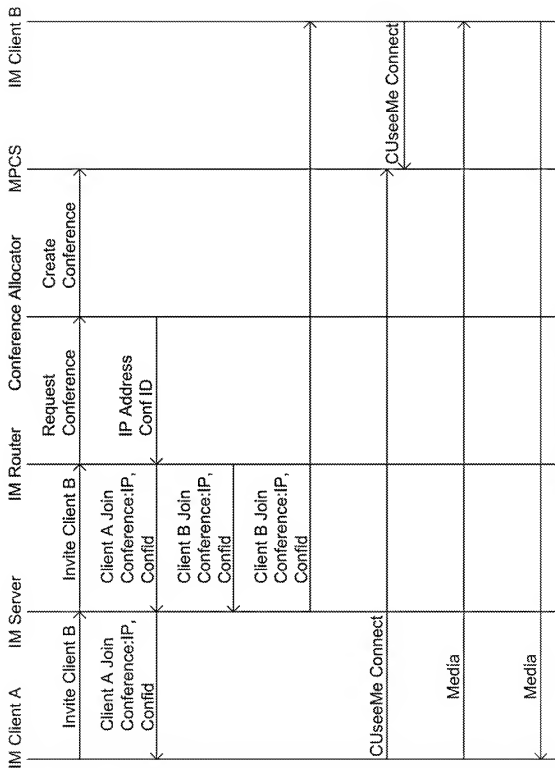 IM Client A
IM Server
IM Router
Conference Allocator
MPCS
IM Client B
Invite Client B
Invite Client B
Request
Conference
Create
Conference
Client A Join
Conference:IP,
Confid
Client A Join
Conference:IP,
Confid
IP Address
Conf ID
Client B Join
Conference:IP,
Confid
Client B Join
Conference:IP,
Confid
CUseeMe Connect
CUseeMe Connect
Media
Media